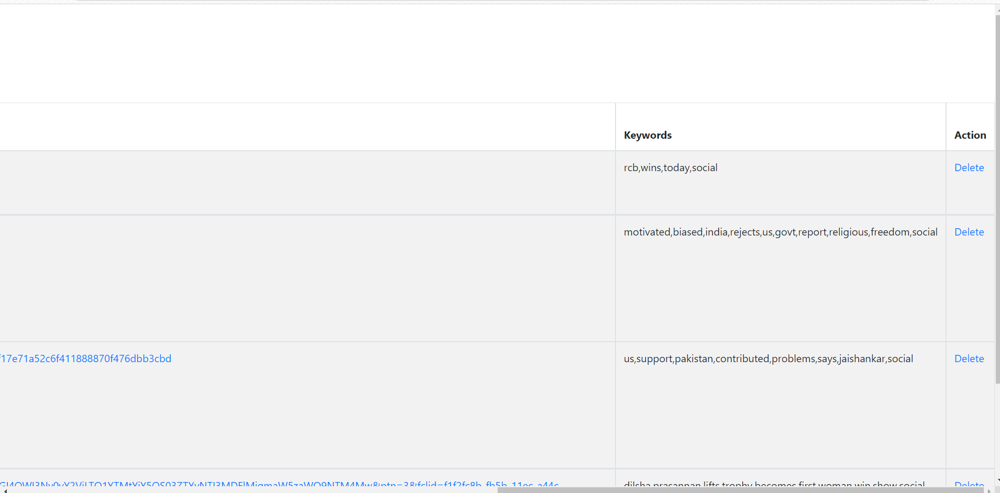 Keywords Action
rcb,wins,today,social Delete
motivated,biased,india,rejects,us,govt,report,religious,freedom,social Delete
f17e71a52c6f411888870f476dbb3cbd us,support,pakistan,contributed,problems,says,jaishankar,social Delete
dilsha,prasannan,lifts,trophy,becomes,first,woman,win,show,social Delete